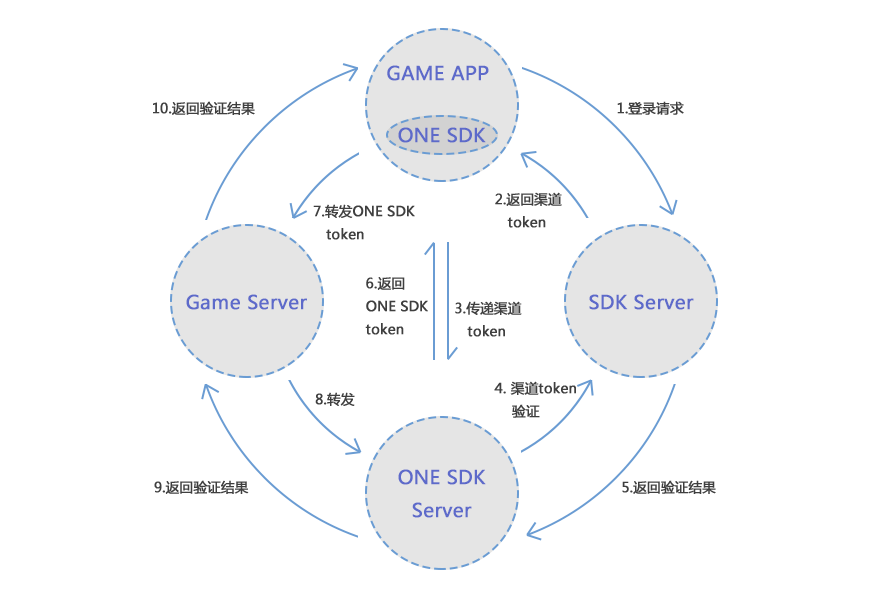 GAME APP
ONE SDK
10.返回验证结果
1.登录请求
2.返回渠道
token
7.转发ONE SDK
token
Game Server
6.返回
ONE SDK
token
3.传递渠道
token
SDK Server
8.转发
4. 渠道token
验证
ONE SDK
Server
9.返回验证结果
5.返回验证结果